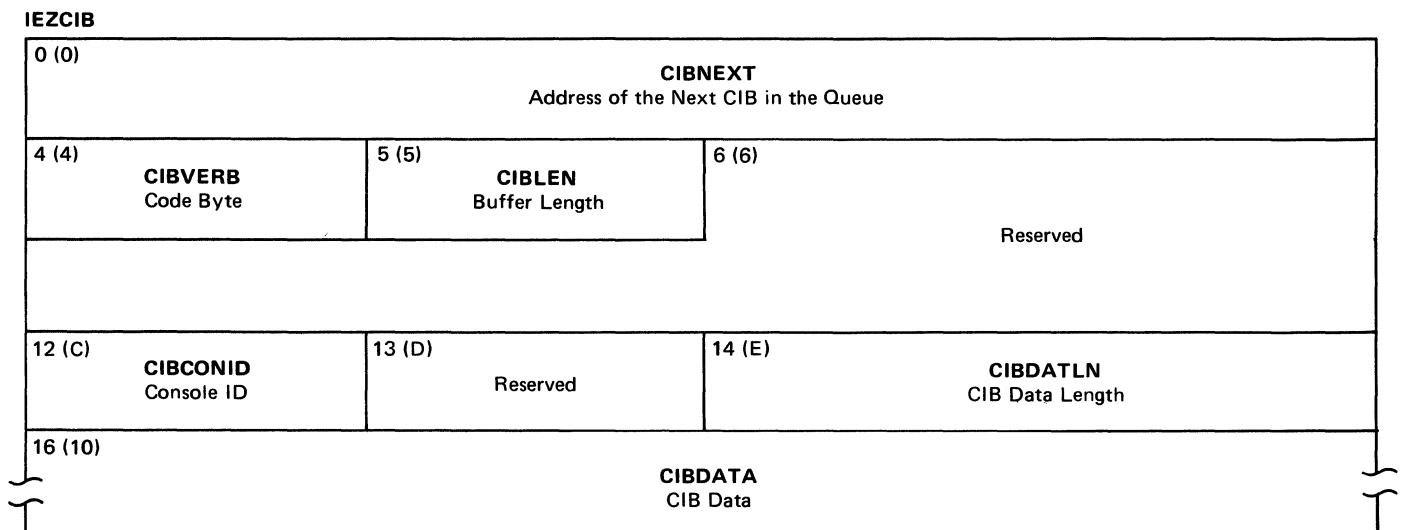 IEZCIB
0 (0)
CIBNEXT
Address of the Next CIB in the Queue
4 (4)
CIBVERB
Code Byte
5 (5)
CIBLEN
Buffer Length
6 (6)
Reserved
12 (C)
CIBCONID
Console ID
13 (D)
Reserved
14 (E)
CIBDATLN
CIB Data Length
16 (10)
CIBDATA
CIB Data